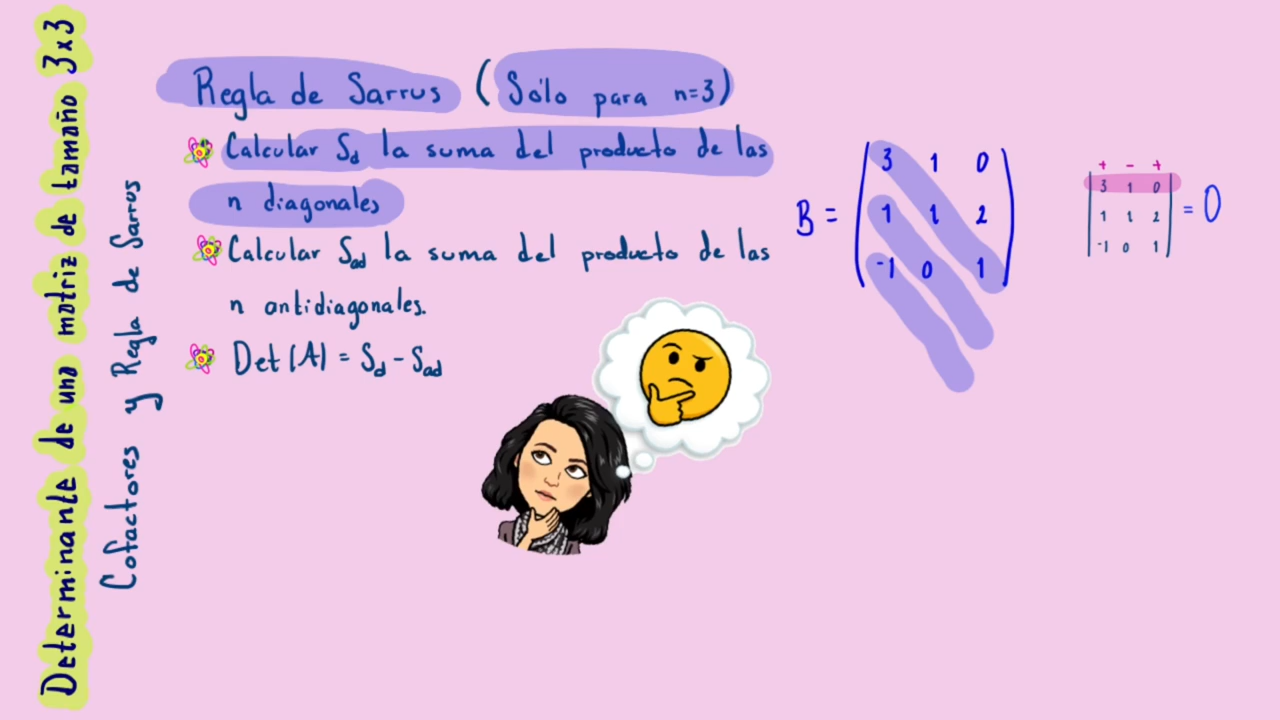 Determinante de una matriz de tamaño 3x3
Cofactores y Regla de Sarrus
Regla de Sarrus (Sólo para n=3)
Calcular Sd la suma del producto de las
n diagonales
Calcular Sad la suma del producto de las
n antidiagonales.
Det (A) = Sd - Sad
3 1 0
B = 1 1 2
-1 0 1
+ - +
3 1 0
1 1 2 = 0
-1 0 1